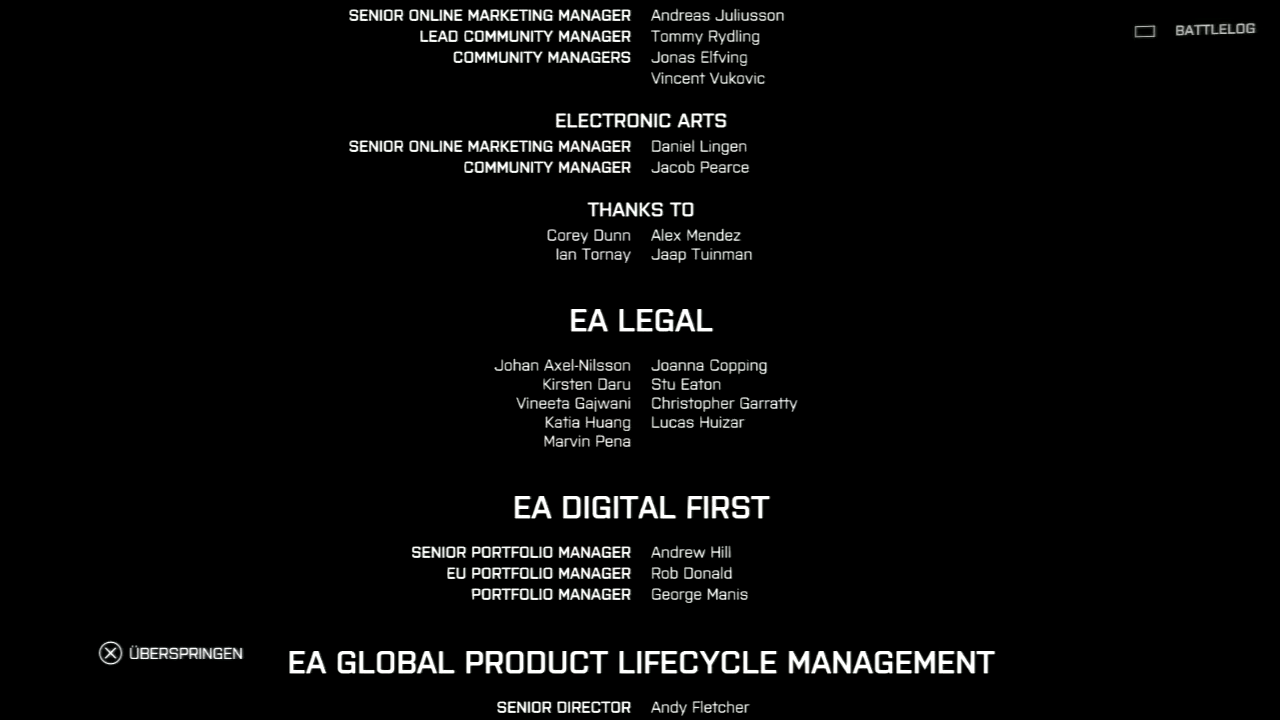 SENIOR ONLINE MARKETING MANAGER Andreas Juliusson
BATTLELOG
LEAD COMMUNITY MANAGER Tommy Rydling
COMMUNITY MANAGERS Jonas Elfving
Vincent Vukovic
ELECTRONIC ARTS
SENIOR ONLINE MARKETING MANAGER Daniel Lingen
COMMUNITY MANAGER Jacob Pearce
THANKS TO
Corey Dunn Alex Mendez
Ian Tornay Jaap Tuinman
EA LEGAL
Johan Axel-Nilsson Joanna Copping
Kirsten Daru Stu Eaton
Vineeta Gajwani Christopher Garratty
Katia Huang Lucas Huizar
Marvin Pena
EA DIGITAL FIRST
SENIOR PORTFOLIO MANAGER Andrew Hill
EU PORTFOLIO MANAGER Rob Donald
PORTFOLIO MANAGER George Manis
ÜBERSPRINGEN
EA GLOBAL PRODUCT LIFECYCLE MANAGEMENT
SENIOR DIRECTOR Andy Fletcher